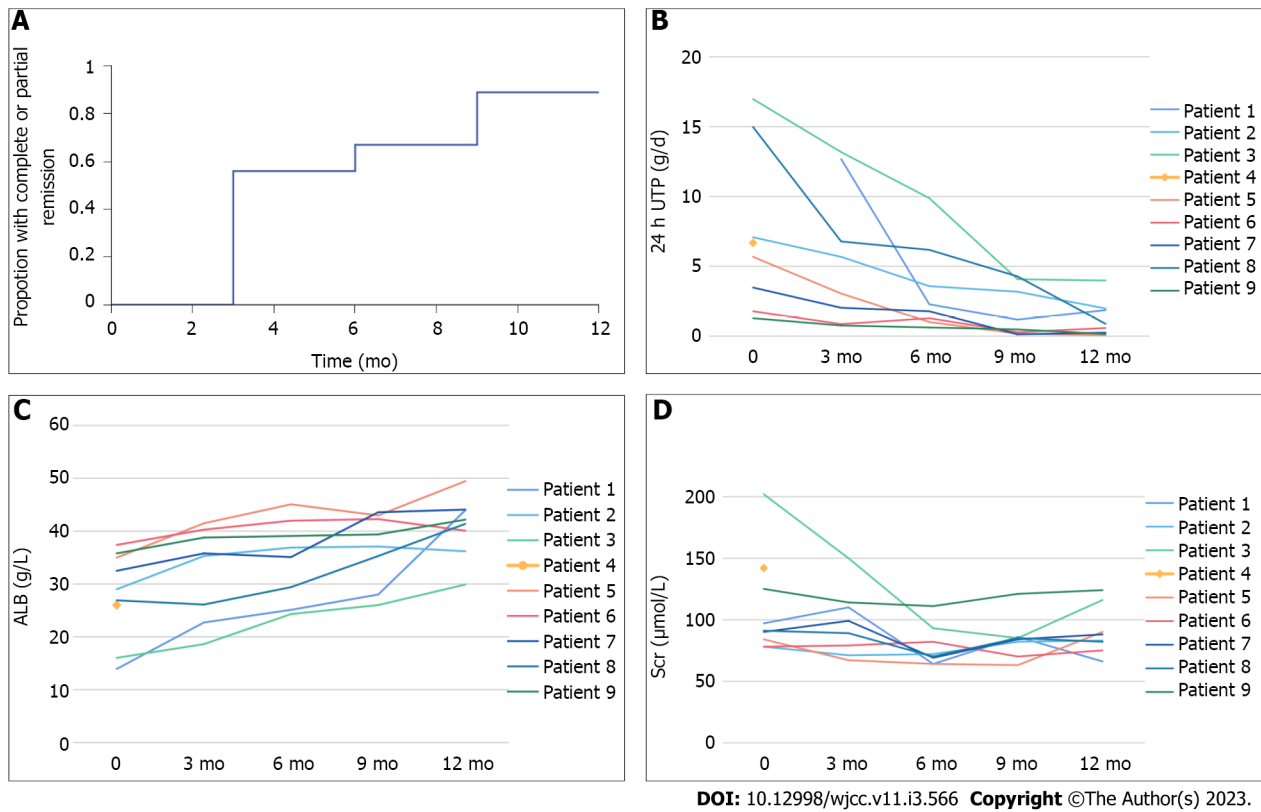 A
Propotion with complete or partial
remission
1
0.8
0.6
0.4
0.2
0
0 2 4 6 8 10 12
Time (mo)
B
24 h UTP (g/d)
20
15
10
5
0
0 3 mo 6 mo 9 mo 12 mo
Patient 1
Patient 2
Patient 3
Patient 4
Patient 5
Patient 6
Patient 7
Patient 8
Patient 9
C
ALB (g/L)
60
50
40
30
20
10
0
0 3 mo 6 mo 9 mo 12 mo
Patient 1
Patient 2
Patient 3
Patient 4
Patient 5
Patient 6
Patient 7
Patient 8
Patient 9
D
Scr (μmol/L)
200
150
100
50
0
0 3 mo 6 mo 9 mo 12 mo
Patient 1
Patient 2
Patient 3
Patient 4
Patient 5
Patient 6
Patient 7
Patient 8
Patient 9
DOI: 10.12998/wjcc.v11.i3.566 Copyright ©The Author(s) 2023.